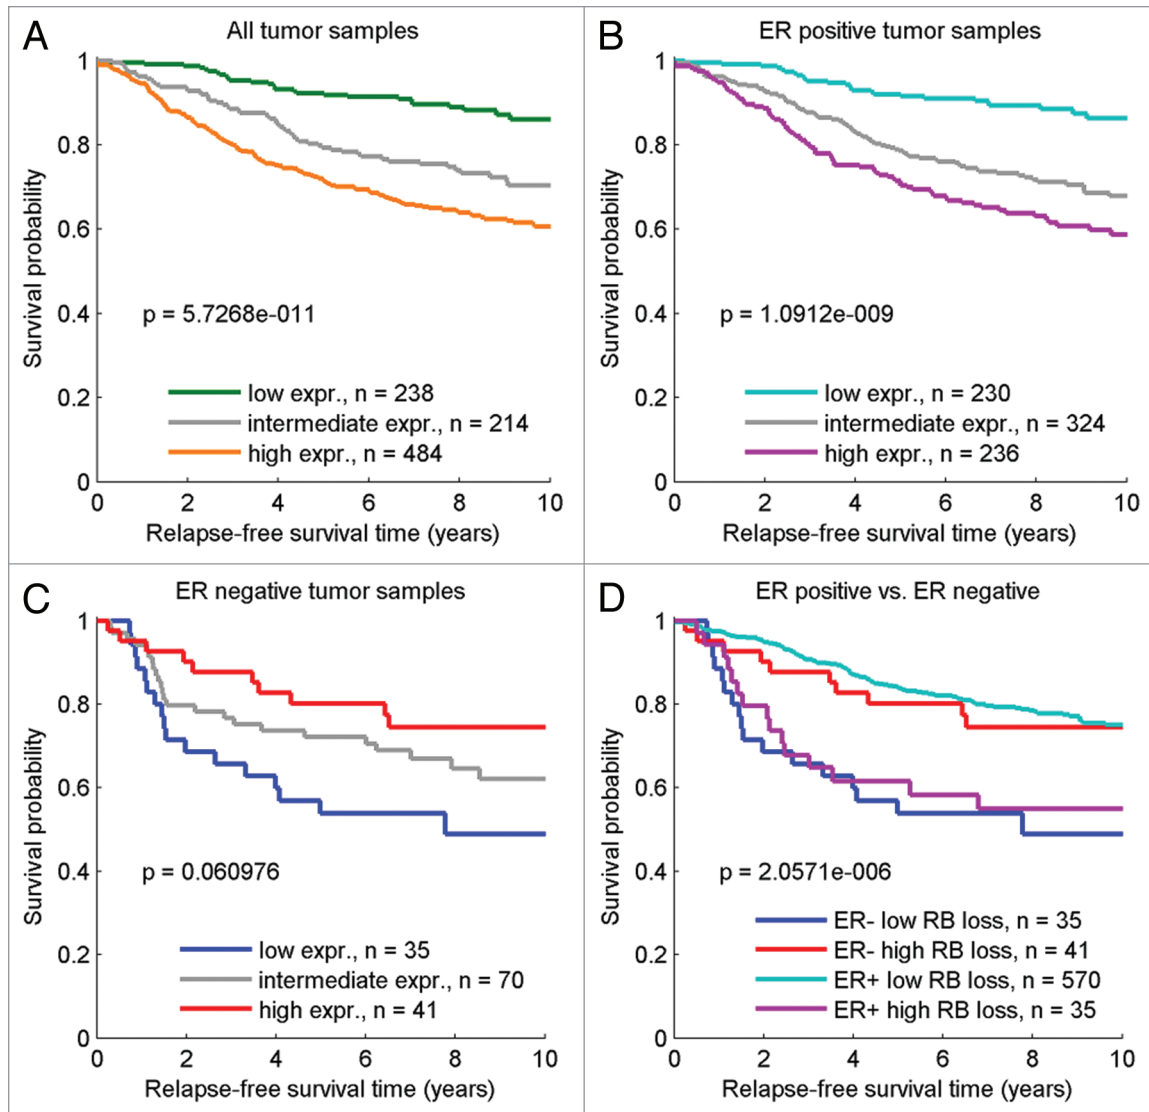 A
All tumor samples
Survival probability
1
0.8
0.6
0.4
0.2
0
p = 5.7268e-011
low expr., n = 238
intermediate expr., n = 214
high expr., n = 484
0 2 4 6 8 10
Relapse-free survival time (years)
B
ER positive tumor samples
Survival probability
1
0.8
0.6
0.4
0.2
0
p = 1.0912e-009
low expr., n = 230
intermediate expr., n = 324
high expr., n = 236
0 2 4 6 8 10
Relapse-free survival time (years)
C
ER negative tumor samples
Survival probability
1
0.8
0.6
0.4
0.2
0
p = 0.060976
low expr., n = 35
intermediate expr., n = 70
high expr., n = 41
0 2 4 6 8 10
Relapse-free survival time (years)
D
ER positive vs. ER negative
Survival probability
1
0.8
0.6
0.4
0.2
0
p = 2.0571e-006
ER- low RB loss, n = 35
ER- high RB loss, n = 41
ER+ low RB loss, n = 570
ER+ high RB loss, n = 35
0 2 4 6 8 10
Relapse-free survival time (years)